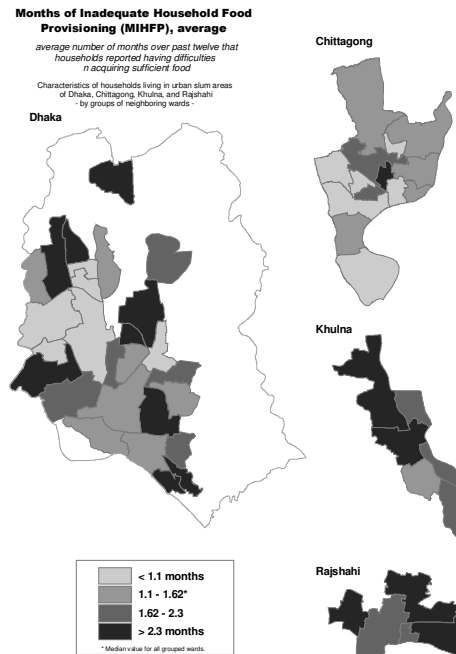 Months of Inadequate Household Food
Provisioning (MIHFP), average
average number of months over past twelve that
households reported having difficulties
n acquiring sufficient food
Characteristics of households living in urban slum areas
of Dhaka, Chittagong, Khulna, and Rajshahi
- by groups of neighboring wards -
Dhaka
Chittagong
Khulna
Rajshahi
< 1.1 months
1.1 - 1.62*
1.62 - 2.3
> 2.3 months
* Median value for all grouped wards.